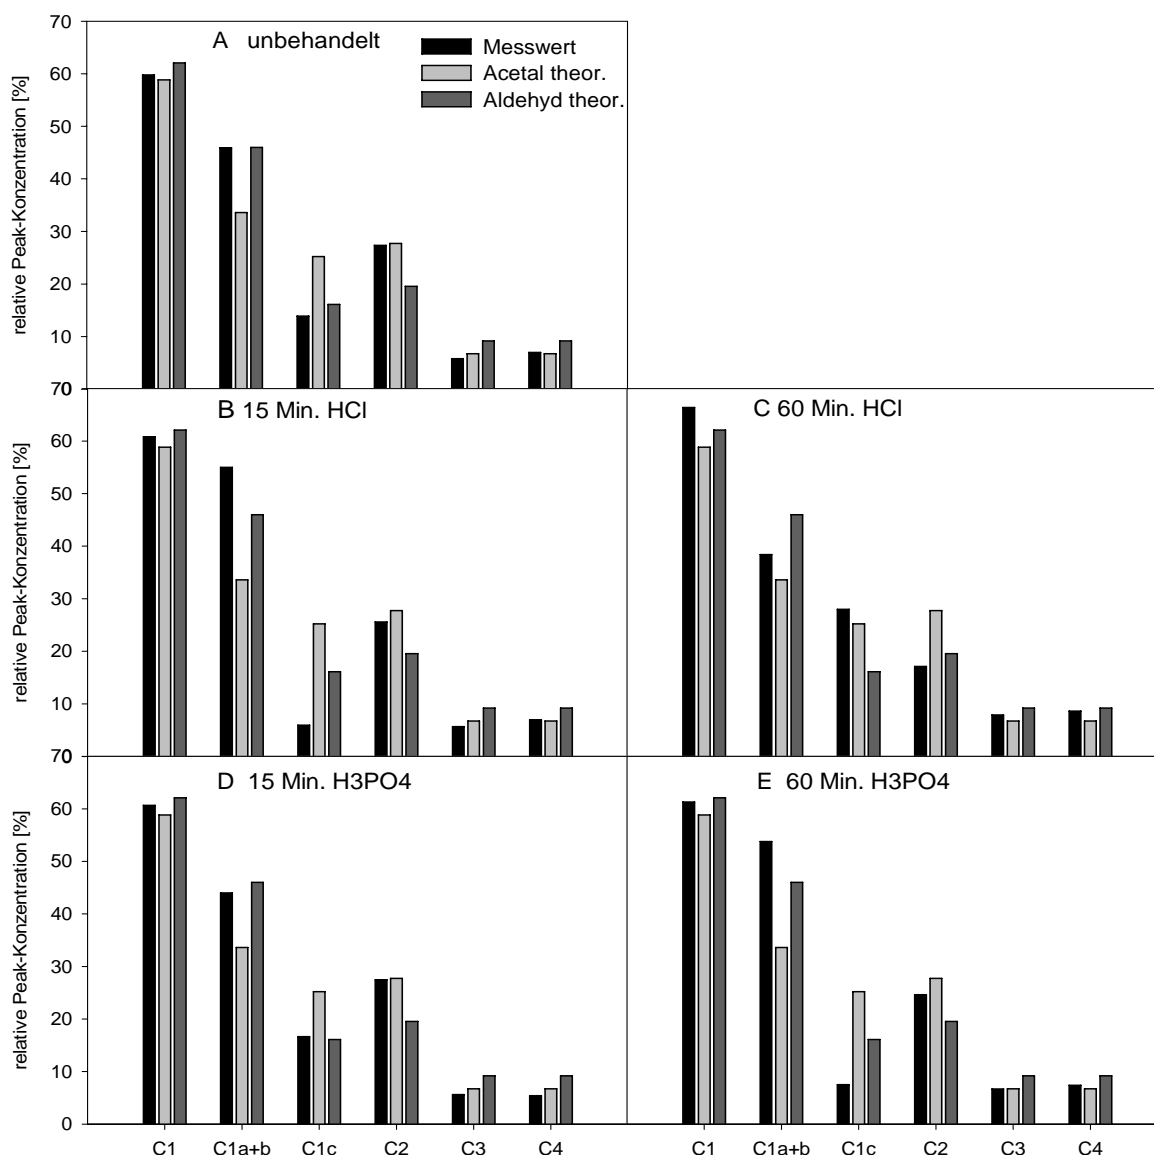 70
A unbehandelt
Messwert
Acetal theor.
Aldehyd theor.
60
50
40
30
20
10
relative Peak-Konzentration [%]
70
B 15 Min. HCl
C 60 Min. HCl
60
50
40
30
20
10
relative Peak-Konzentration [%]
70
D 15 Min. H3PO4
E 60 Min. H3PO4
60
50
40
30
20
10
0
relative Peak-Konzentration [%]
C1 C1a+b C1c C2 C3 C4 C1 C1a+b C1c C2 C3 C4